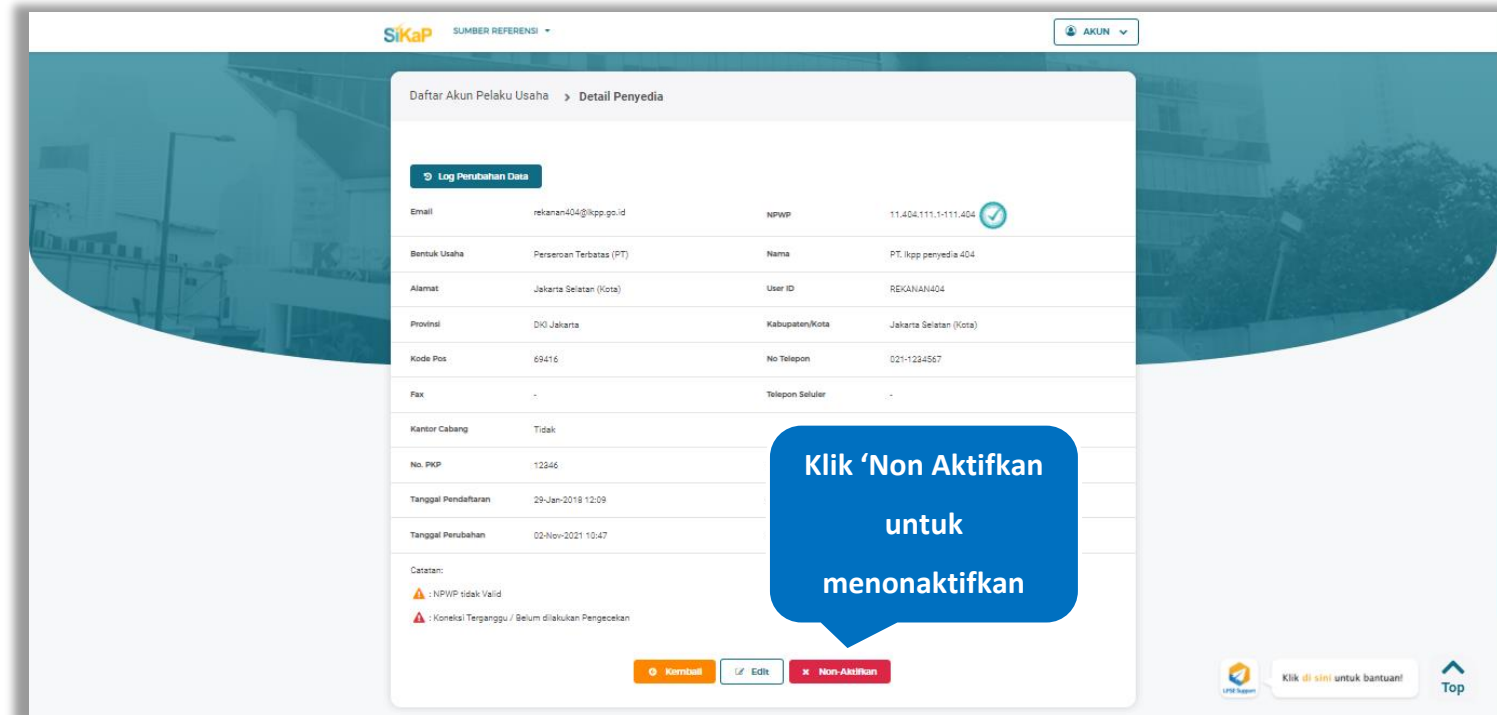 SiKaP SUMBER REFERENSI AKUN
Daftar Akun Pelaku Usaha > Detail Penyedia
Log Perubahan Data
Email rekanan404@lkpp.go.id NPWP 11.404.111.1-111.404
Bentuk Usaha Perseroan Terbatas (PT) Nama PT. lkpp penyedia 404
Alamat Jakarta Selatan (Kota) User ID REKANAN404
Provinsi DKI Jakarta Kabupaten/Kota Jakarta Selatan (Kota)
Kode Pos 69416 No Telepon 021-1234567
Fax - Telepon Seluler -
Kantor Cabang Tidak
No. PKP 12346
Tanggal Pendaftaran 29-Jan-2018 12:09
Tanggal Perubahan 02-Nov-2021 10:47
Klik ‘Non Aktifkan
untuk
menonaktifkan
Catatan:
: NPWP tidak Valid
: Koneksi Terganggu / Belum dilakukan Pengecekan
Kembali Edit Non-Aktifkan
LPSE Support Klik di sini untuk bantuan! Top